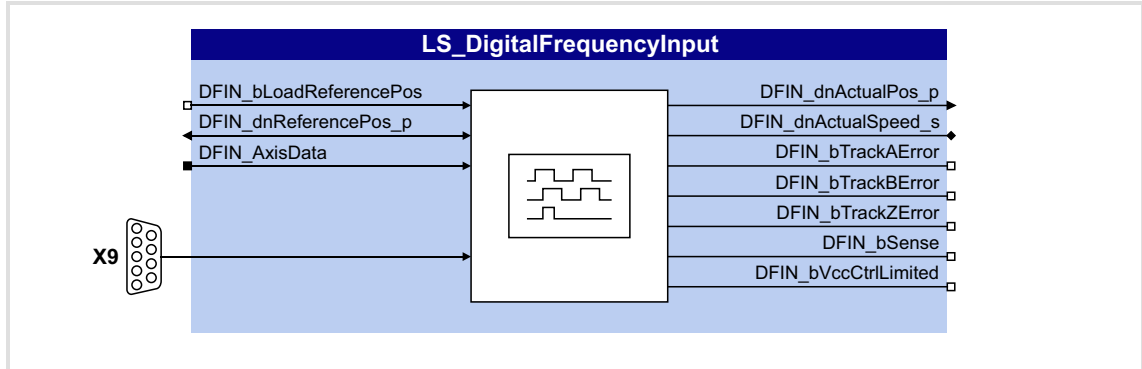 LS_DigitalFrequencyInput
DFIN_bLoadReferencePos
DFIN_dnReferencePos_p
DFIN_AxisData
X9
DFIN_dnActualPos_p
DFIN_dnActualSpeed_s
DFIN_bTrackAError
DFIN_bTrackBError
DFIN_bTrackZError
DFIN_bSense
DFIN_bVccCtrlLimited